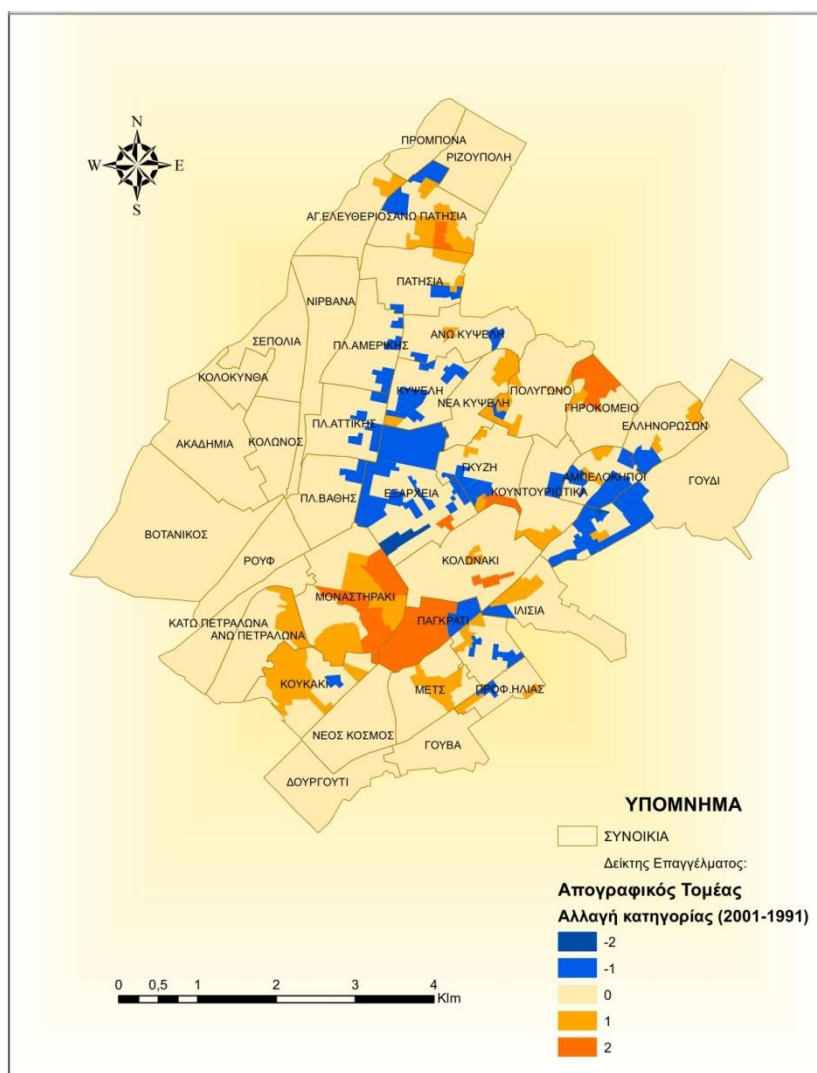 N
W E
S
ΠΡΟΜΠΟΝΑ
ΡΙΖΟΥΠΟΛΗ
ΑΓ.ΕΛΕΥΘΕΡΙΟΣ
ΑΝΩ ΠΑΤΗΣΙΑ
ΠΑΤΗΣΙΑ
ΝΙΡΒΑΝΑ
ΑΝΩ ΚΥΨΕΛΗ
ΣΕΠΟΛΙΑ
ΠΛ.ΑΜΕΡΙΚΗΣ
ΚΟΛΟΚΥΝΘΑ
ΚΥΨΕΛΗ
ΠΟΛΥΓΩΝΟ
ΝΕΑ ΚΥΨΕΛΗ
ΓΗΡΟΚΟΜΕΙΟ
ΠΛ.ΑΤΤΙΚΗΣ
ΕΛΛΗΝΟΡΩΣΩΝ
ΑΚΑΔΗΜΙΑ
ΚΟΛΩΝΟΣ
ΓΚΥΖΗ
ΑΜΠΕΛΟΚΗΠΟΙ
ΓΟΥΔΙ
ΠΛ.ΒΑΘΗΣ
ΕΞΑΡΧΕΙΑ
ΚΟΥΝΤΟΥΡΙΩΤΙΚΑ
ΒΟΤΑΝΙΚΟΣ
ΡΟΥΦ
ΚΟΛΩΝΑΚΙ
ΜΟΝΑΣΤΗΡΑΚΙ
ΙΛΙΣΙΑ
ΠΑΓΚΡΑΤΙ
ΚΑΤΩ ΠΕΤΡΑΛΩΝΑ
ΑΝΩ ΠΕΤΡΑΛΩΝΑ
ΚΟΥΚΑΚΙ
ΜΕΤΣ
ΠΡΟΦ.ΗΛΙΑΣ
ΝΕΟΣ ΚΟΣΜΟΣ
ΓΟΥΒΑ
ΔΟΥΡΓΟΥΤΙ
ΥΠΟΜΝΗΜΑ
ΣΥΝΟΙΚΙΑ
Δείκτης Επαγγέλματος:
Απογραφικός Τομέας
Αλλαγή κατηγορίας (2001-1991)
-2
-1
0
1
2
0 0,5 1 2 3 4
Klm